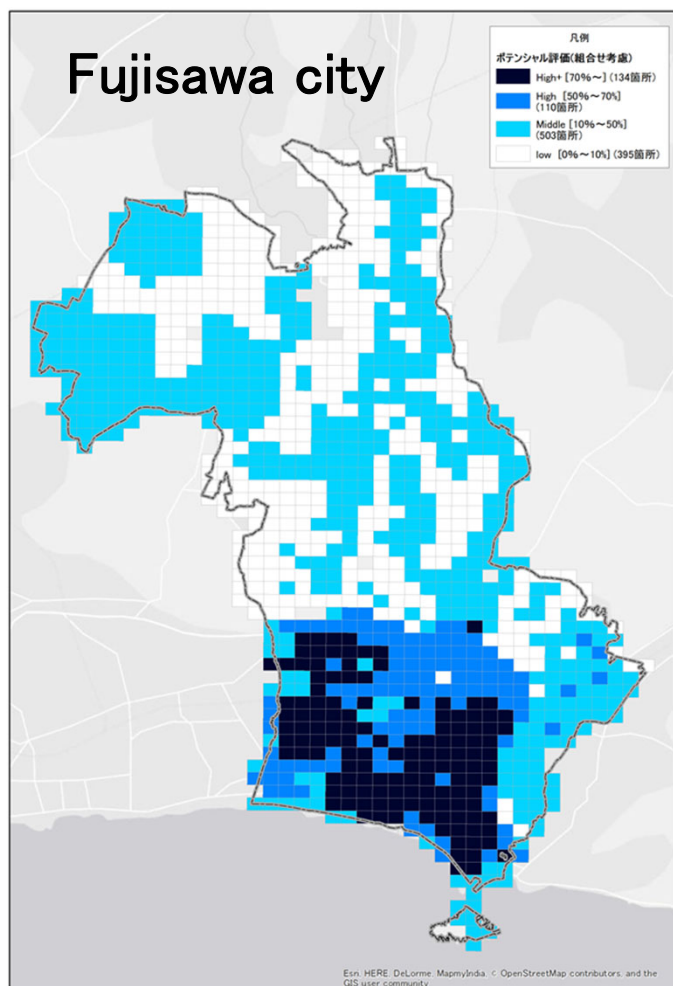 Fujisawa city
凡例
ポテンシャル評価(組合せ考慮)
High+ [70%~] (134箇所)
High [50%~70%]
(110箇所)
Middle [10%~50%]
(503箇所)
low [0%~10%] (395箇所)
Esri, HERE, DeLorme, MapmyIndia, © OpenStreetMap contributors, and the
GIS user community